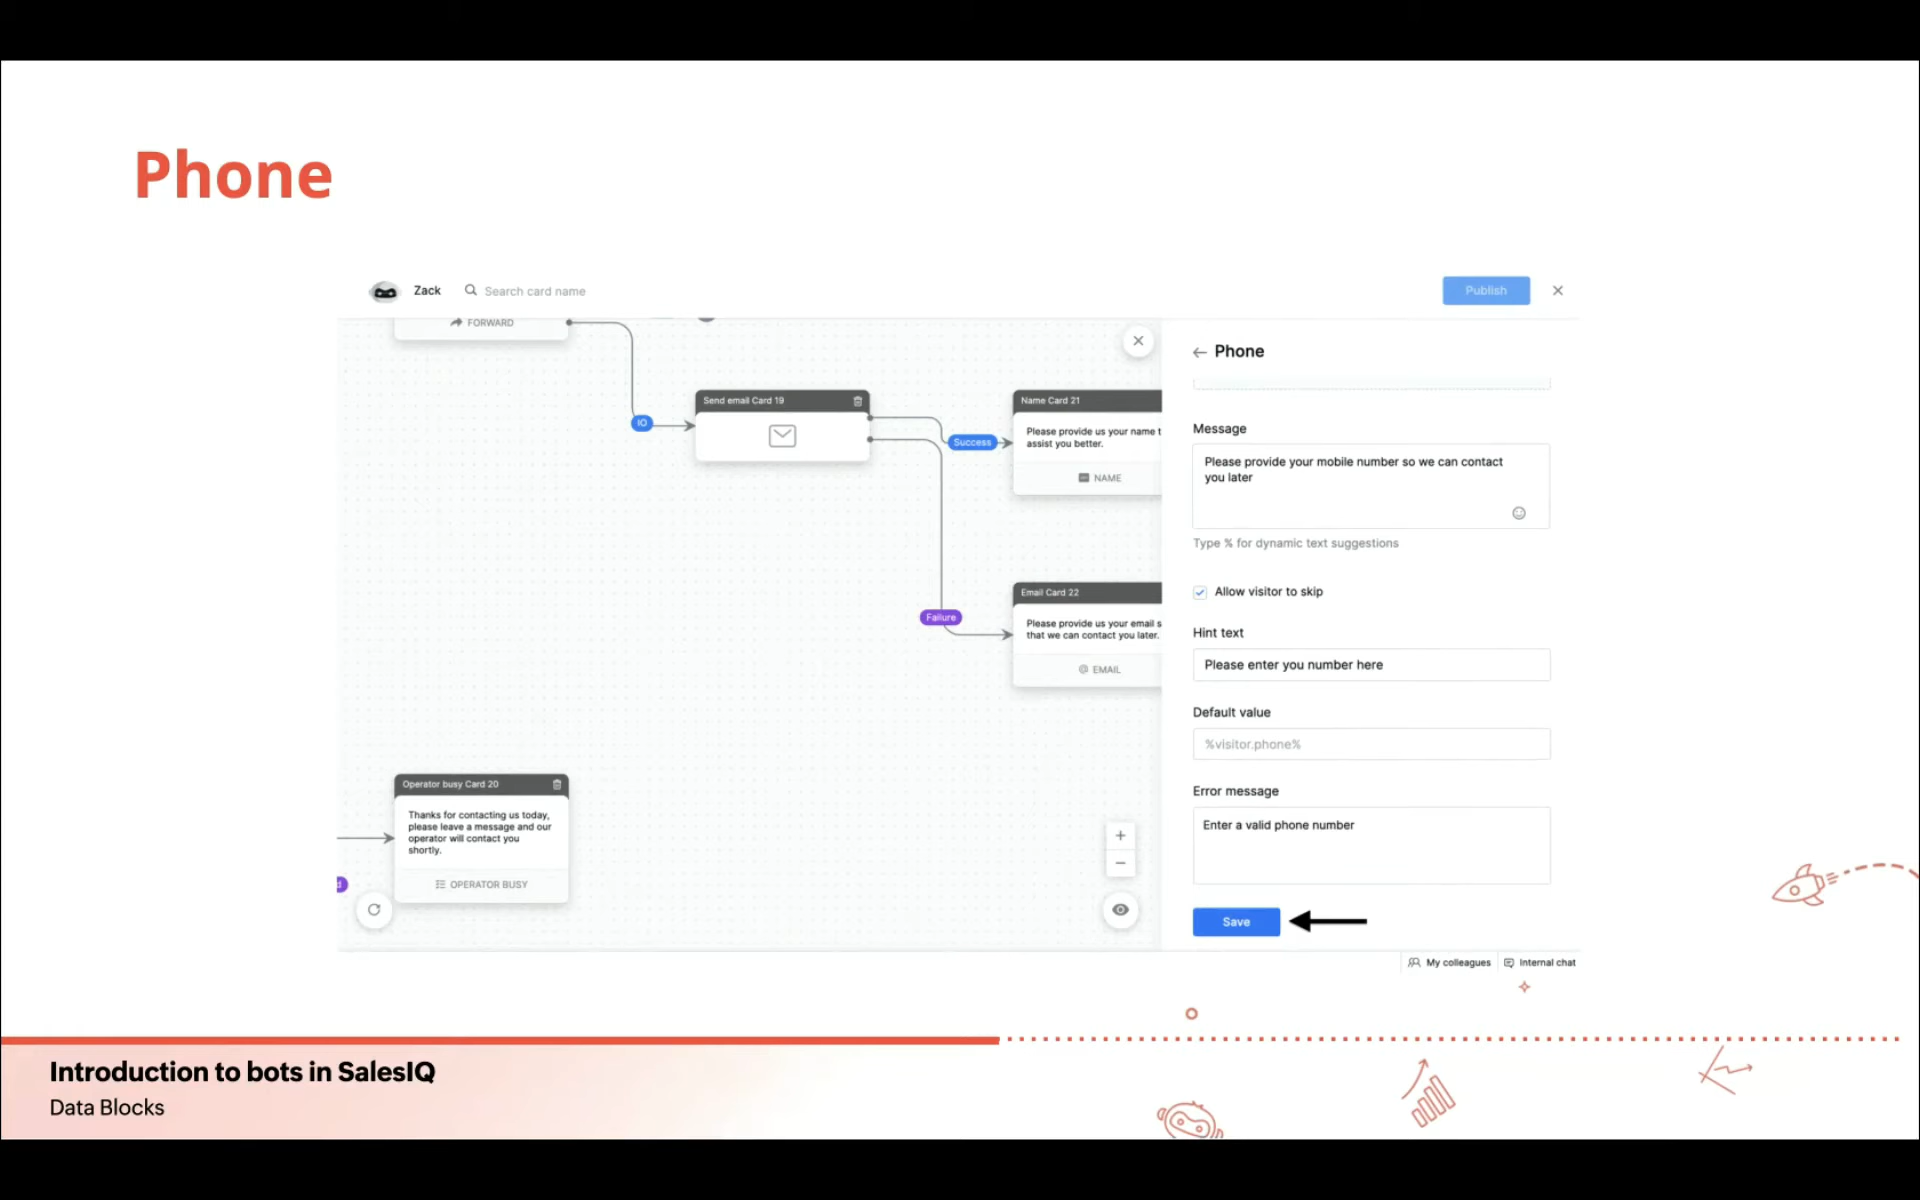 Phone
Zack
Search card name
Publish
FORWARD
Phone
Send email Card 19
IO
Success
Failure
Name Card 21
Please provide us your name t
assist you better.
NAME
Email Card 22
Please provide us your email s
that we can contact you later.
@ EMAIL
Operator busy Card 20
Thanks for contacting us today,
please leave a message and our
operator will contact you
shortly.
OPERATOR BUSY
Message
Please provide your mobile number so we can contact
you later
Type % for dynamic text suggestions
Allow visitor to skip
Hint text
Please enter you number here
Default value
%visitor.phone%
Error message
Enter a valid phone number
Save
My colleagues
Internal chat
Introduction to bots in SalesIQ
Data Blocks